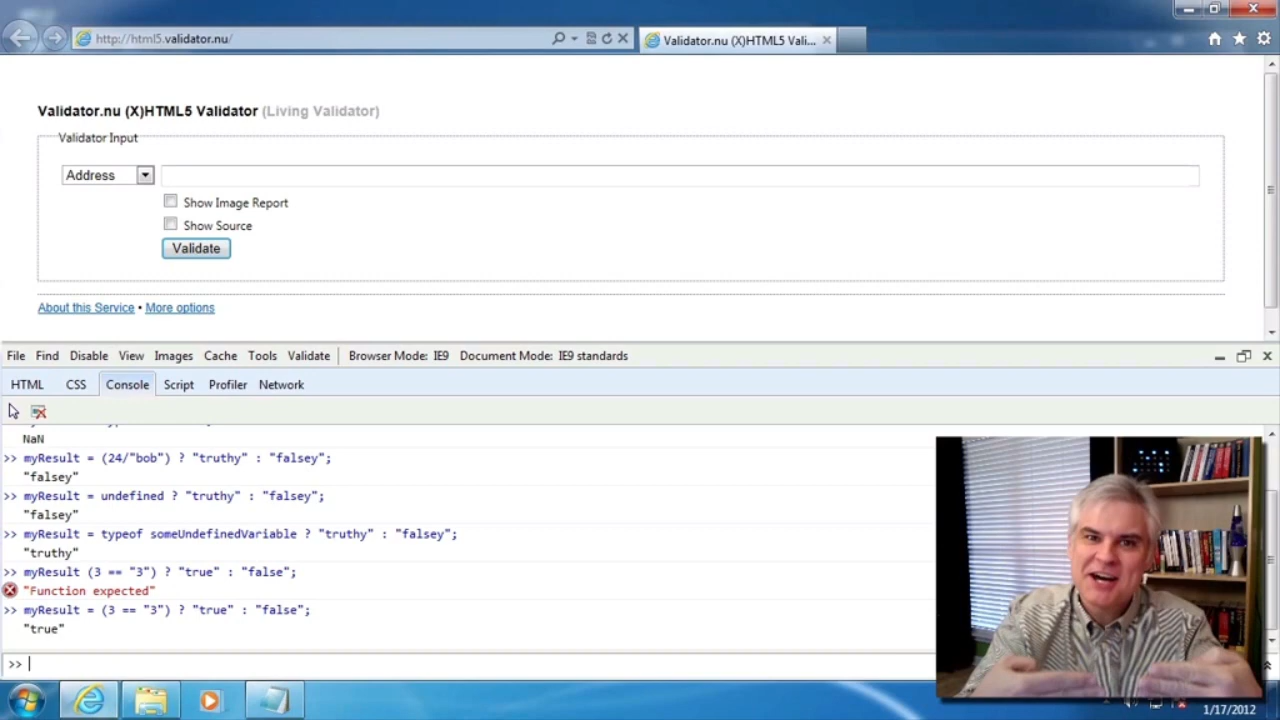 http://html5.validator.nu/
Validator.nu (X)HTML5 Vali...
Validator.nu (X)HTML5 Validator (Living Validator)
Validator Input
Address
Show Image Report
Show Source
Validate
About this Service • More options
File Find Disable View Images Cache Tools Validate Browser Mode: IE9 Document Mode: IE9 standards
HTML CSS Console Script Profiler Network
NaN
>> myResult = (24/"bob") ? "truthy" : "falsey";
"falsey"
>> myResult = undefined ? "truthy" : "falsey";
"falsey"
>> myResult = typeof someUndefinedVariable ? "truthy" : "falsey";
"truthy"
>> myResult (3 == "3") ? "true" : "false";
"Function expected"
>> myResult = (3 == "3") ? "true" : "false";
"true"
>>
1/17/2012